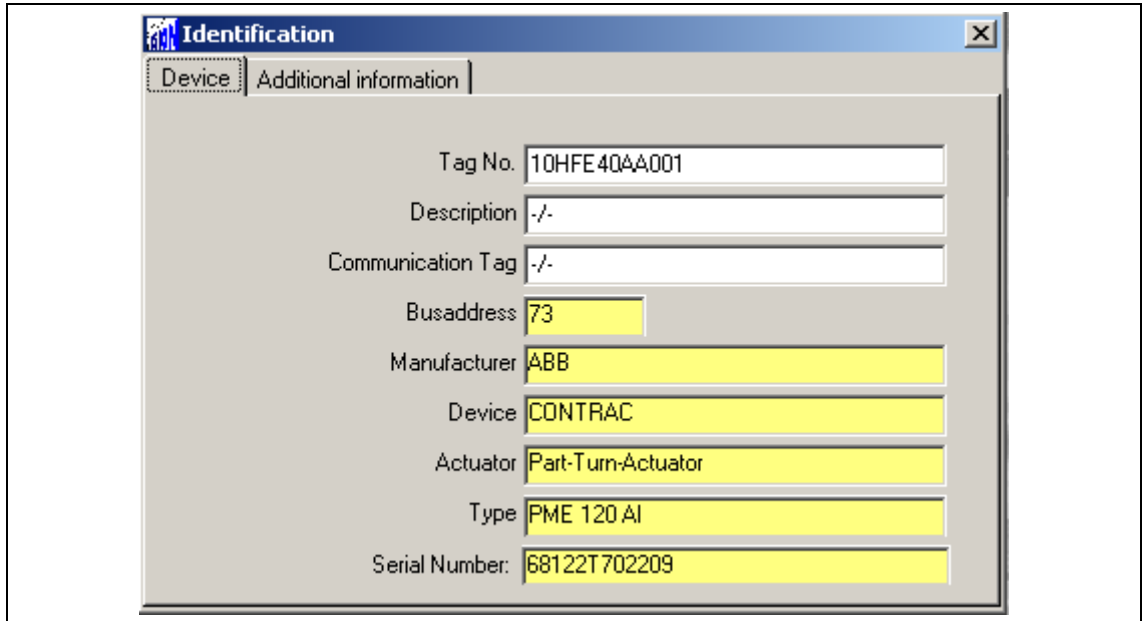 Identification
Device Additional information
Tag No. 10HFE40AA001
Description -/-
Communication Tag -/-
Busaddress 73
Manufacturer ABB
Device CONTRAC
Actuator Part-Turn-Actuator
Type PME 120 AI
Serial Number: 68122T702209